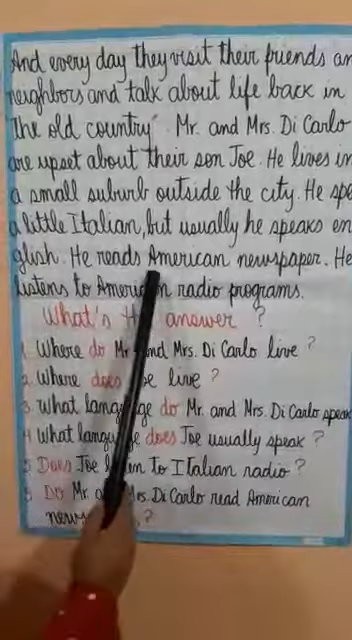 And every day they visit their friends an
neighbors and talk about life back in
"the old country". Mr. and Mrs. Di Carlo
are upset about their son Joe. He lives in
a small suburb outside the city. He spe
a little Italian, but usually he speaks en
glish. He reads American newspaper. He
listens to American radio programs.
What's the answer ?
1. Where do Mr and Mrs. Di Carlo live ?
2. Where does Joe live ?
3 What language do Mr. and Mrs. Di Carlo speak
4 What language does Joe usually speak ?
5 Does Joe listen to Italian radio ?
6 Do Mr. and Mrs. Di Carlo read American
?